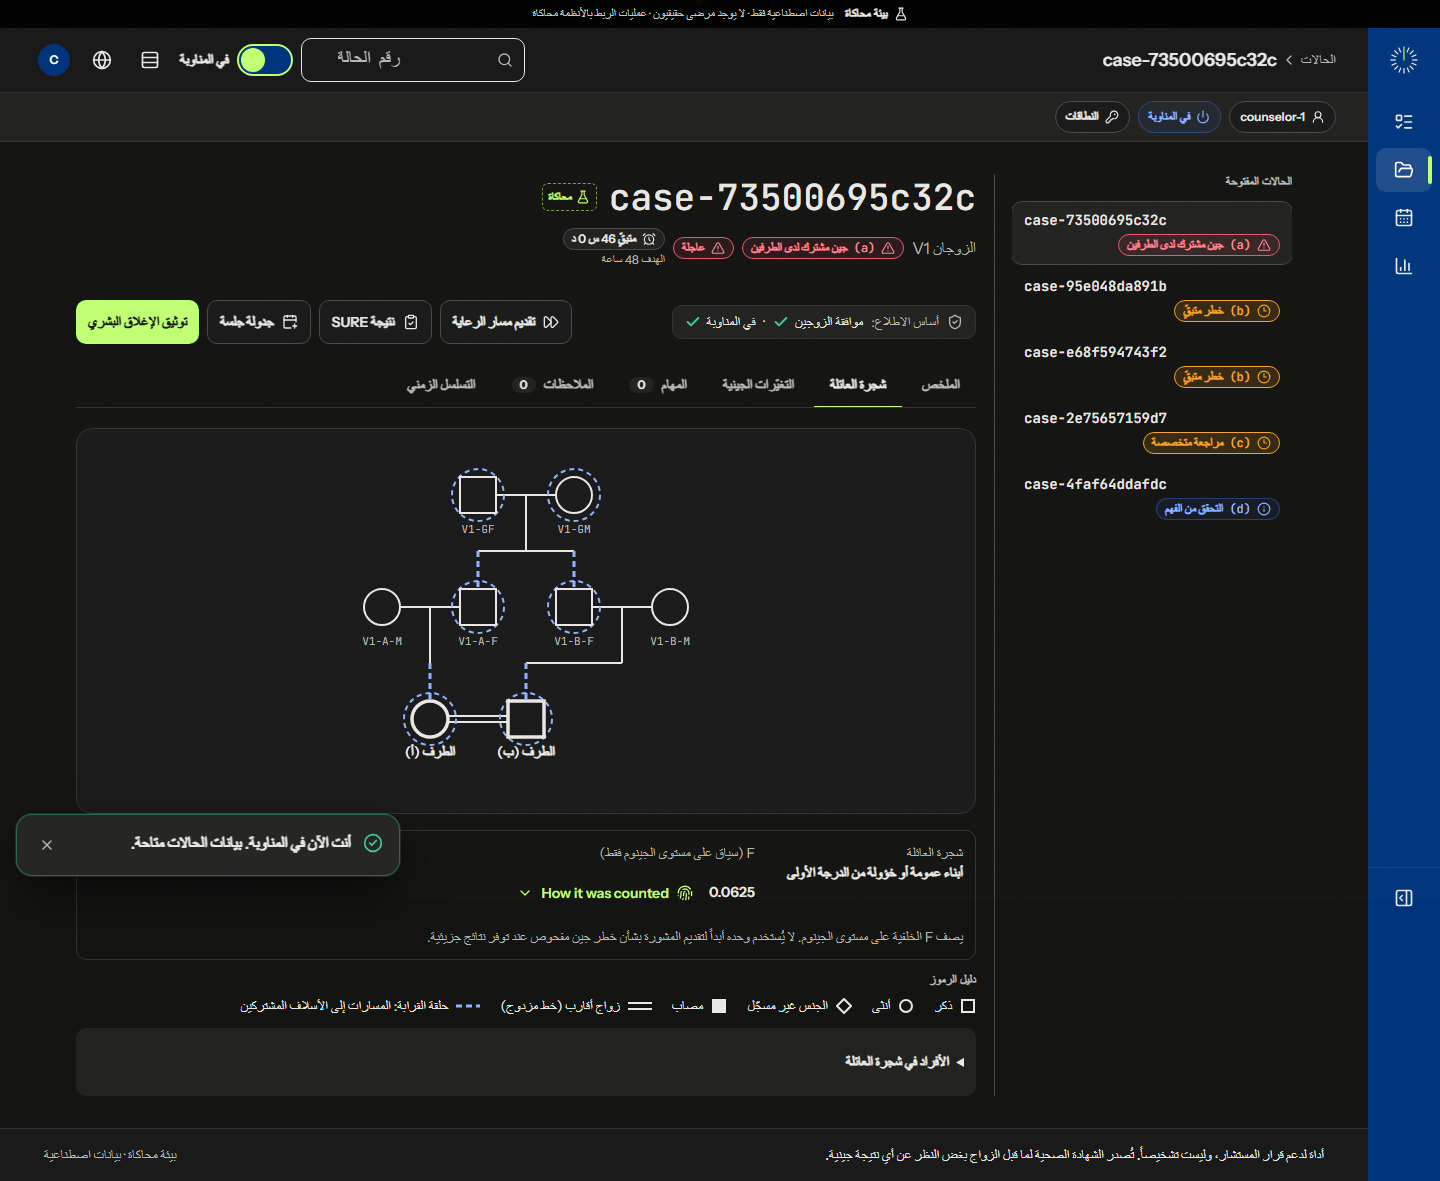 بيئة محاكاة بيانات اصطناعية فقط · لا يوجد مرضى حقيقيون · عمليات الربط بالأنظمة محاكاة
الحالات
case-73500695c32c
رقم الحالة
في المناوبة
C
counselor-1
في المناوبة
النطاقات
الحالات المفتوحة
case-73500695c32c
(a) جين مشترك لدى الطرفين
case-95e048da891b
(b) خطر متبقٍّ
case-e68f594743f2
(b) خطر متبقٍّ
case-2e75657159d7
(c) مراجعة متخصصة
case-4faf64ddafdc
(d) التحقق من الفهم
case-73500695c32c
محاكاة
الزوجان V1
(a) جين مشترك لدى الطرفين
عاجلة
متبقٍّ 46 س 0 د
الهدف 48 ساعة
أساس الاطلاع: موافقة الزوجين · في المناوبة
تقديم مسار الرعاية
نتيجة SURE
جدولة جلسة
توثيق الإغلاق البشري
الملخص
شجرة العائلة
التغيّرات الجينية
المهام 0
الملاحظات 0
التسلسل الزمني
V1-GF
V1-GM
V1-A-M
V1-A-F
V1-B-F
V1-B-M
الطرف (أ)
الطرف (ب)
أنت الآن في المناوبة. بيانات الحالات متاحة.
شجرة العائلة
أبناء عمومة أو خؤولة من الدرجة الأولى
F (سياق على مستوى الجينوم فقط)
0.0625
How it was counted
يصف F الخلفية على مستوى الجينوم. لا يُستخدم وحده أبداً لتقديم المشورة بشأن خطر جين مفحوص عند توفر نتائج جزيئية.
دليل الرموز
ذكر
أنثى
الجنس غير مسجّل
مصاب
زواج أقارب (خط مزدوج)
حلقة القرابة: المسارات إلى الأسلاف المشتركين
الأفراد في شجرة العائلة
أداة لدعم قرار المستشار، وليست تشخيصاً. تُصدر الشهادة الصحية لما قبل الزواج بغض النظر عن أي نتيجة جينية.
بيئة محاكاة · بيانات اصطناعية